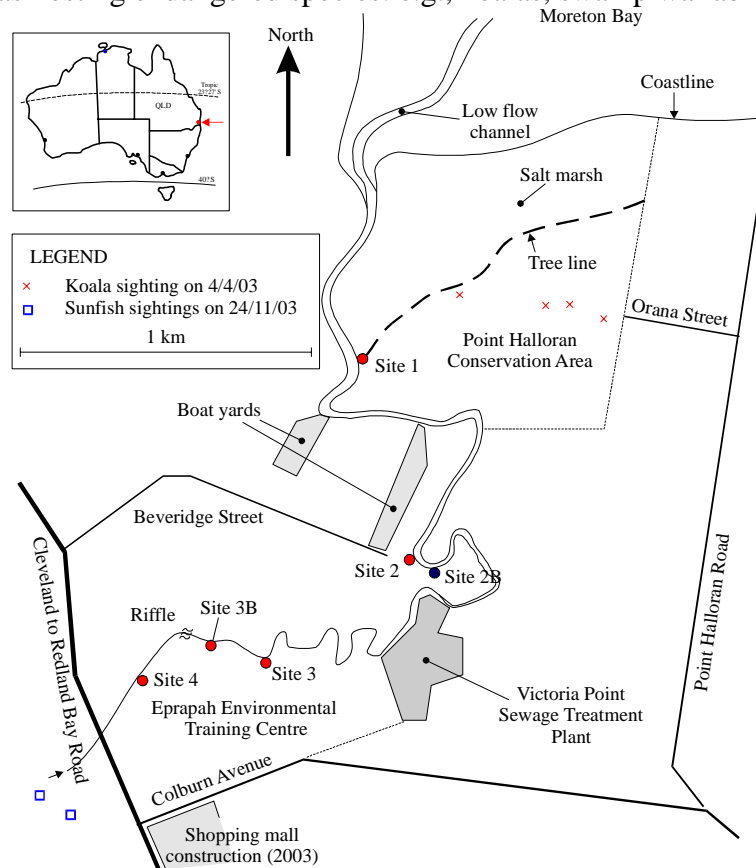 Moreton Bay
North
Tropic
23?27' S
QLD
40?S
Coastline
Low flow
channel
Salt marsh
Tree line
LEGEND
Koala sighting on 4/4/03
Sunfish sightings on 24/11/03
1 km
Orana Street
Point Halloran
Conservation Area
Site 1
Boat yards
Beveridge Street
Cleveland to Redland Bay Road
Point Halloran Road
Site 2
Site 2B
Site 3B
Riffle
Site 3
Site 4
Eprapah Environmental
Training Centre
Victoria Point
Sewage Treatment
Plant
Colburn Avenue
Shopping mall
construction (2003)